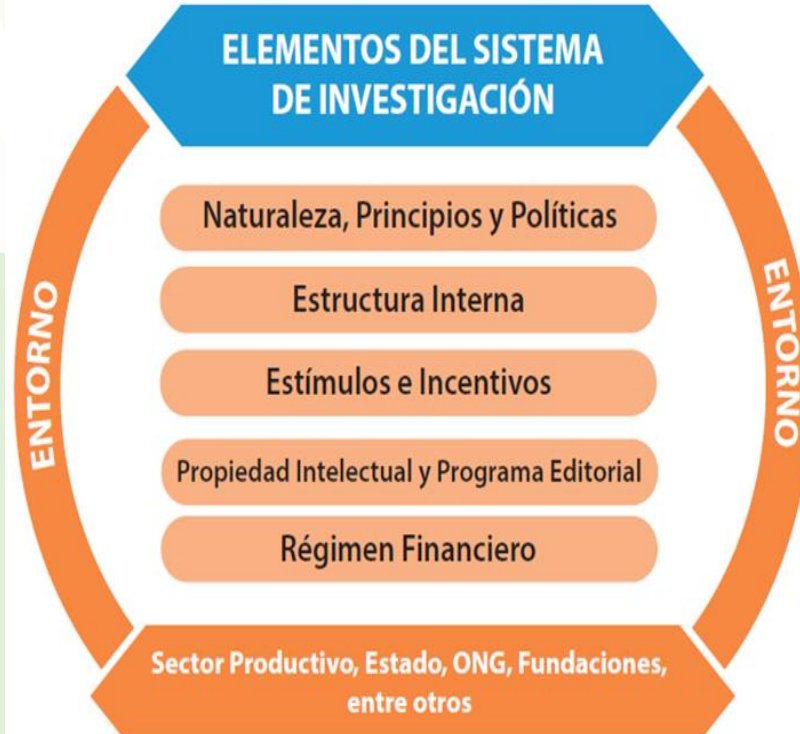 ELEMENTOS DEL SISTEMA
DE INVESTIGACIÓN
Naturaleza, Principios y Políticas
Estructura Interna
Estímulos e Incentivos
Propiedad Intelectual y Programa Editorial
Régimen Financiero
ENTORNO
ENTORNO
Sector Productivo, Estado, ONG, Fundaciones,
entre otros